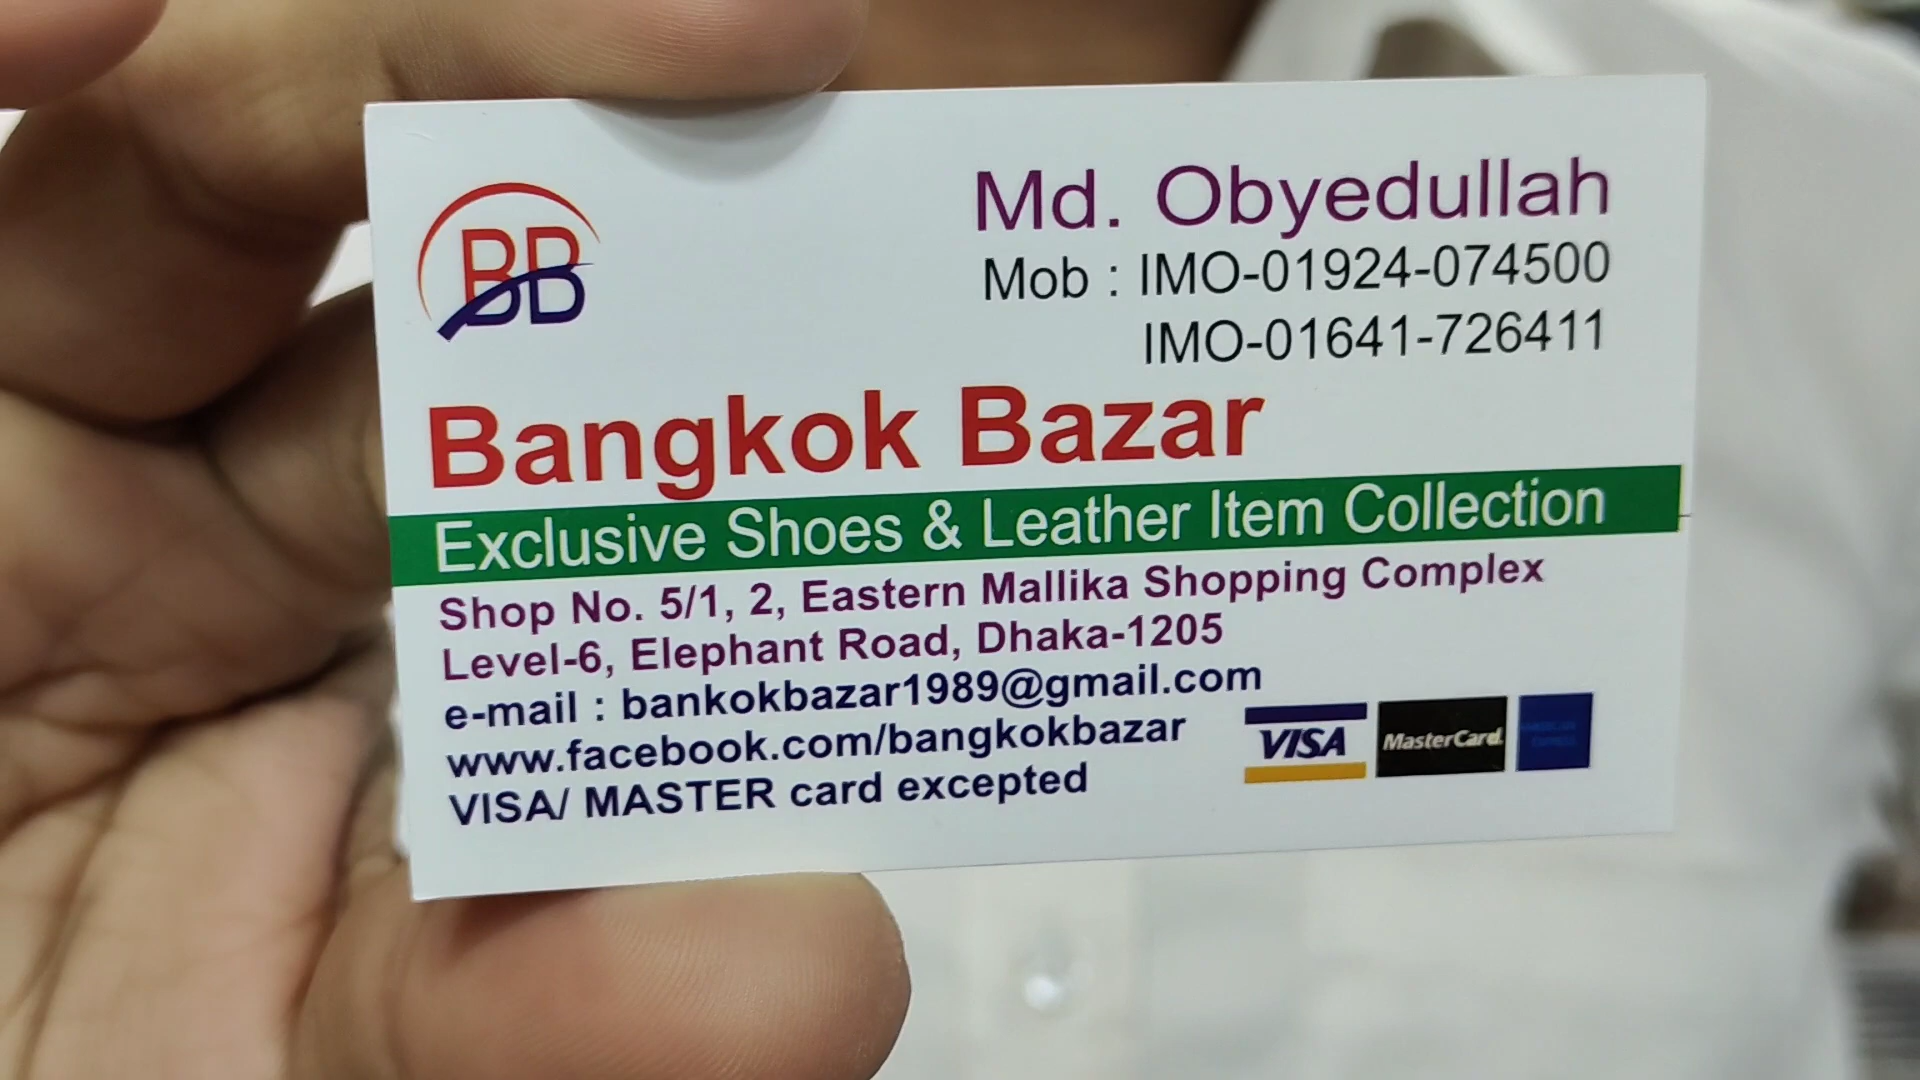 BB
Md. Obyedullah
Mob : IMO-01924-074500
IMO-01641-726411
Bangkok Bazar
Exclusive Shoes & Leather Item Collection
Shop No. 5/1, 2, Eastern Mallika Shopping Complex
Level-6, Elephant Road, Dhaka-1205
e-mail : bankokbazar1989@gmail.com
www.facebook.com/bangkokbazar
VISA/ MASTER card excepted
VISA MasterCard